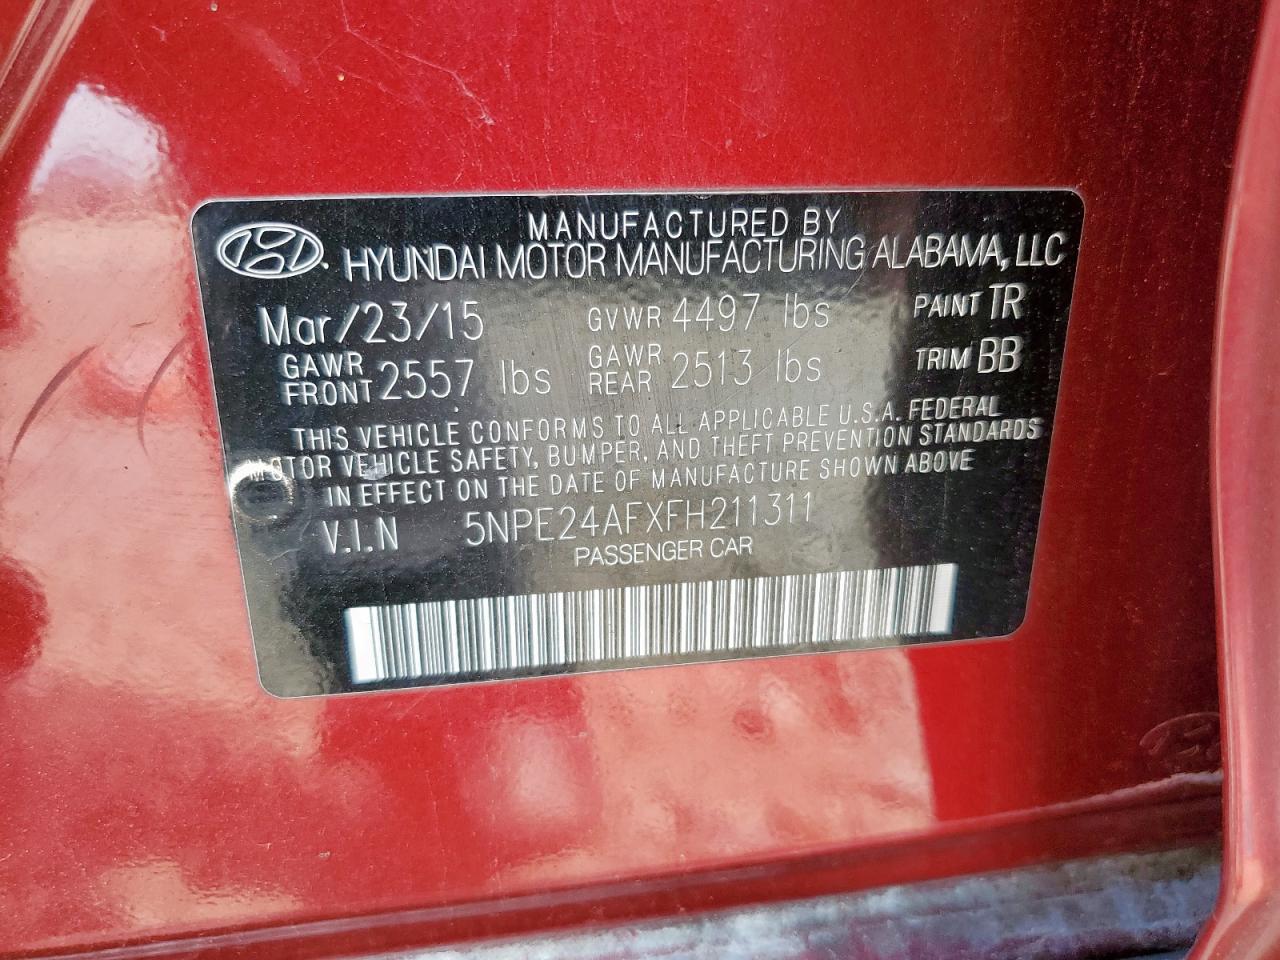 MANUFACTURED BY
HYUNDAI MOTOR MANUFACTURING ALABAMA, LLC
Mar/23/15 GVWR 4497 lbs PAINT TR
GAWR FRONT 2557 lbs GAWR REAR 2513 lbs TRIM BB
THIS VEHICLE CONFORMS TO ALL APPLICABLE U.S.A. FEDERAL
MOTOR VEHICLE SAFETY, BUMPER, AND THEFT PREVENTION STANDARDS
IN EFFECT ON THE DATE OF MANUFACTURE SHOWN ABOVE
V.I.N 5NPE24AFXFH211311
PASSENGER CAR